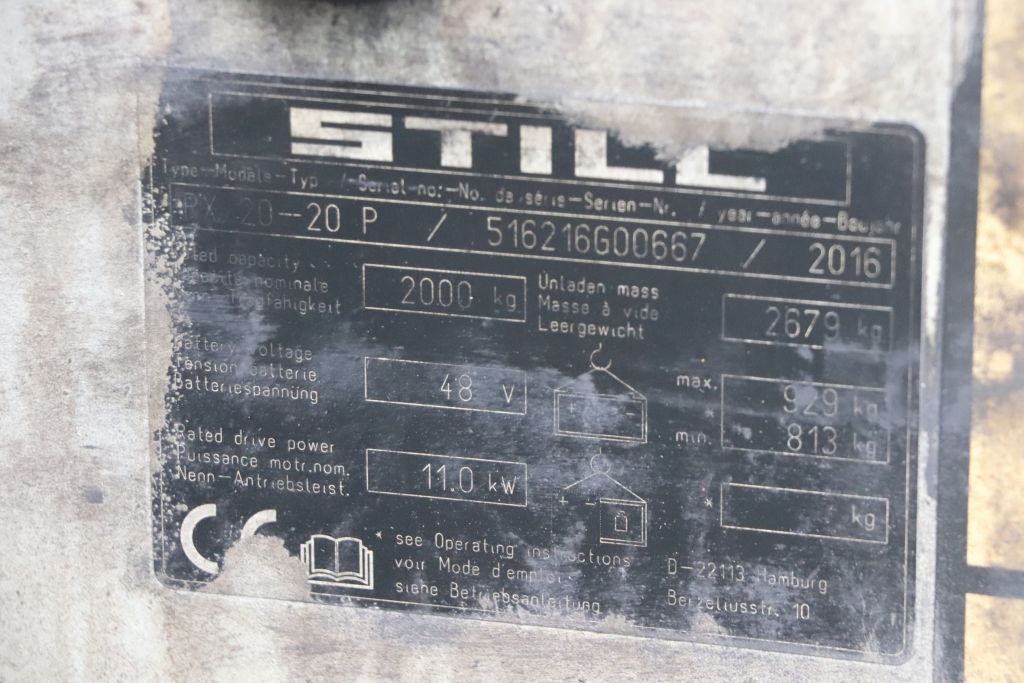 STILL
Type-Modèle-Typ / Serial-no:-No. de série-Serien-Nr. / year-année-Baujahr
20-20 P / 516216G00667 / 2016
capacity
nominale
2000 kg
Unladen mass
Masse à vide
Leergewicht
2679 kg
Battery voltage
Tension batterie
Batteriespannung
48 V
+
max. 929 kg
* min. 813 kg
Rated drive power
Puissance motr.nom.
Nenn-Antriebsleist.
11.0 kW
+ -
* kg
CE
* see Operating instructions
voir Mode d'emploi
siehe Betriebsanleitung
D-22113 Hamburg
Berzeliusstr. 10